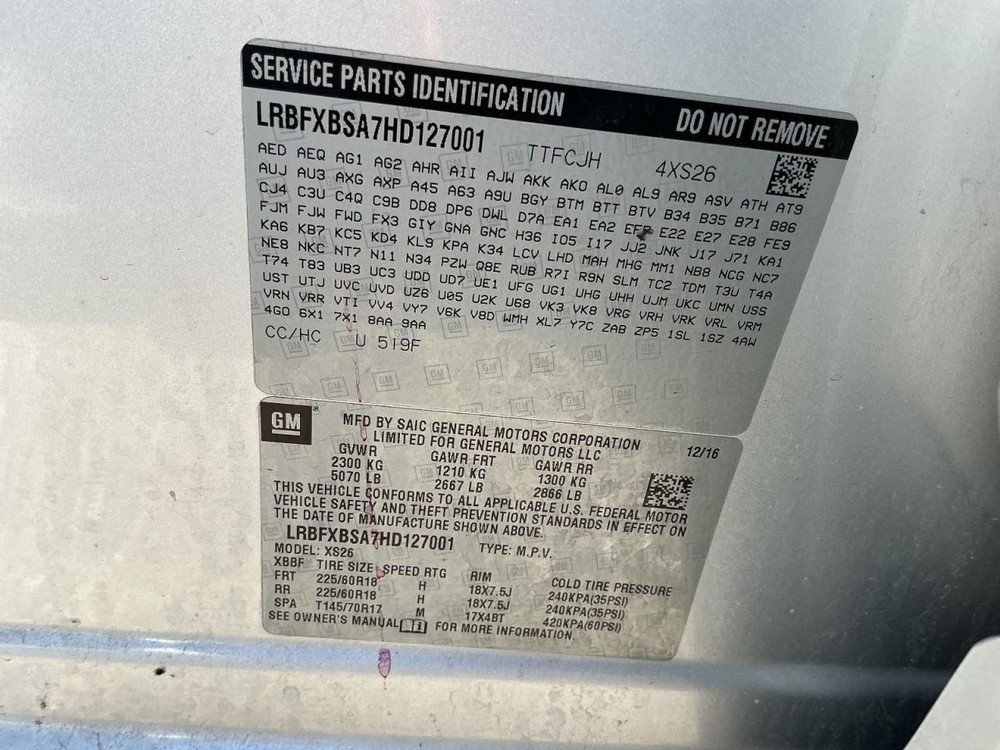 SERVICE PARTS IDENTIFICATION DO NOT REMOVE
LRBFXBSA7HD127001 TTFCJH 4XS26
AED AEQ AG1 AG2 AHR AII AJW AKK AKO AL0 AL9 AR9 ASV ATH AT9
AUJ AU3 AXG AXP A45 A63 A9U BGY BTM BTT BTV B34 B35 B71 B86
CJ4 C3U C4Q C9B DD8 DP6 DWL D7A EA1 EA2 EFP E22 E27 E28 FE9
FJM FJW FWD FX3 GIY GNA GNC H36 IO5 I17 JJ2 JNK J17 J71 KA1
KA6 KB7 KC5 KD4 KL9 KPA K34 LCV LHD MAH MHG MM1 NB8 NCG NC7
NE8 NKC NT7 N11 N34 PZW Q8E RUB R7I R9N SLM TC2 TDM T3U T4A
T74 T83 UB3 UC3 UDD UD7 UE1 UFG UG1 UHG UHH UJM UKC UMN USS
UST UTJ UVC UVD UZ6 U05 U2K U68 VK3 VK8 VRG VRH VRK VRL VRM
VRN VRR VTI VV4 VY7 V6K V8D WMH XL7 Y7C ZAB ZP5 1SL 1SZ 4AW
4GO 6X1 7X1 8AA 9AA
CC/HC U 519F
GM ® MFD BY SAIC GENERAL MOTORS CORPORATION
LIMITED FOR GENERAL MOTORS LLC 12/16
GVWR GAWR FRT GAWR RR
2300 KG 1210 KG 1300 KG
5070 LB 2667 LB 2866 LB
THIS VEHICLE CONFORMS TO ALL APPLICABLE U.S. FEDERAL MOTOR
VEHICLE SAFETY AND THEFT PREVENTION STANDARDS IN EFFECT ON
THE DATE OF MANUFACTURE SHOWN ABOVE.
LRBFXBSA7HD127001 TYPE: M.P.V.
MODEL: XS26
XBBF TIRE SIZE SPEED RTG RIM COLD TIRE PRESSURE
FRT 225/60R18 H 18X7.5J 240KPA(35PSI)
RR 225/60R18 H 18X7.5J 240KPA(35PSI)
SPA T145/70R17 M 17X4BT 420KPA(60PSI)
SEE OWNER'S MANUAL FOR MORE INFORMATION.